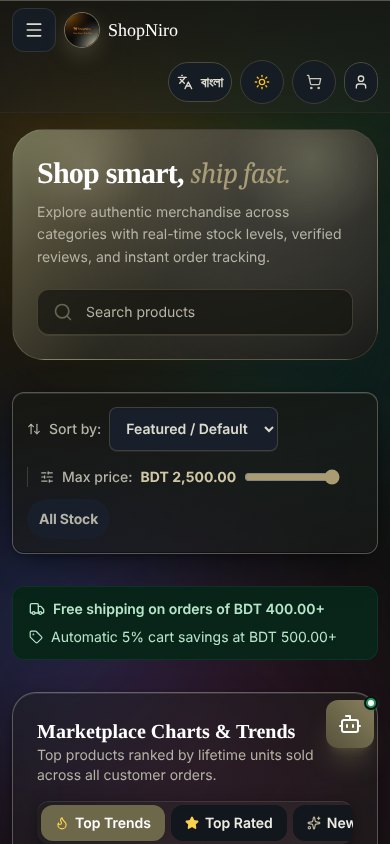 ShopNiro
বাংলা
Shop smart, ship fast.
Explore authentic merchandise across
categories with real-time stock levels, verified
reviews, and instant order tracking.
Search products
Sort by: Featured / Default
Max price: BDT 2,500.00
All Stock
Free shipping on orders of BDT 400.00+
Automatic 5% cart savings at BDT 500.00+
Marketplace Charts & Trends
Top products ranked by lifetime units sold
across all customer orders.
Top Trends Top Rated New